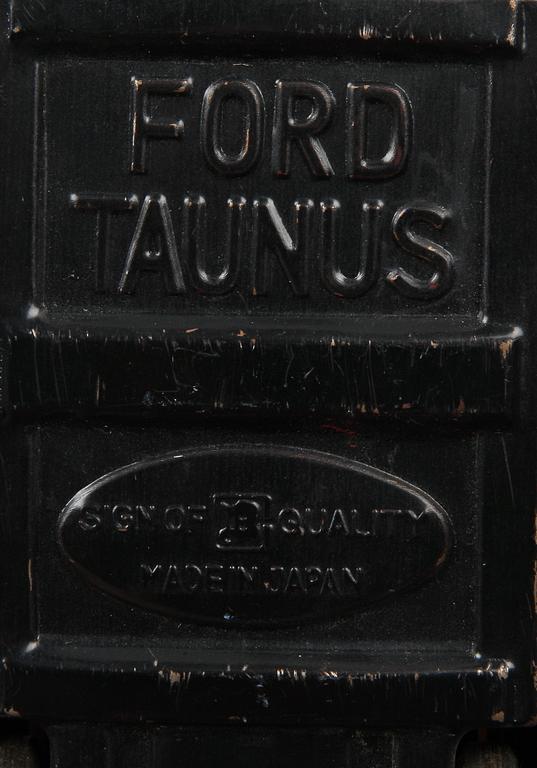 FORD
TAUNUS
SIGN OF B QUALITY
MADE IN JAPAN